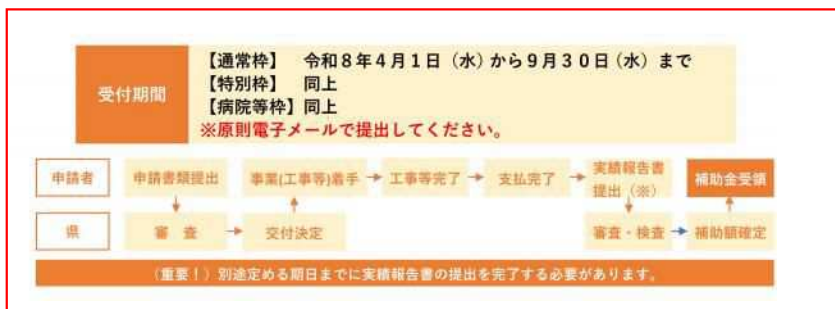 受付期間
【通常枠】 令和8年4月1日（水）から9月30日（水）まで
【特別枠】 同上
【病院等枠】同上
※原則電子メールで提出してください。
申請者
申請書類提出
事業(工事等)着手
工事等完了
支払完了
実績報告書
提出（※）
補助金受領
県
審 査
交付決定
審査・検査
補助額確定
（重要！）別途定める期日までに実績報告書の提出を完了する必要があります。